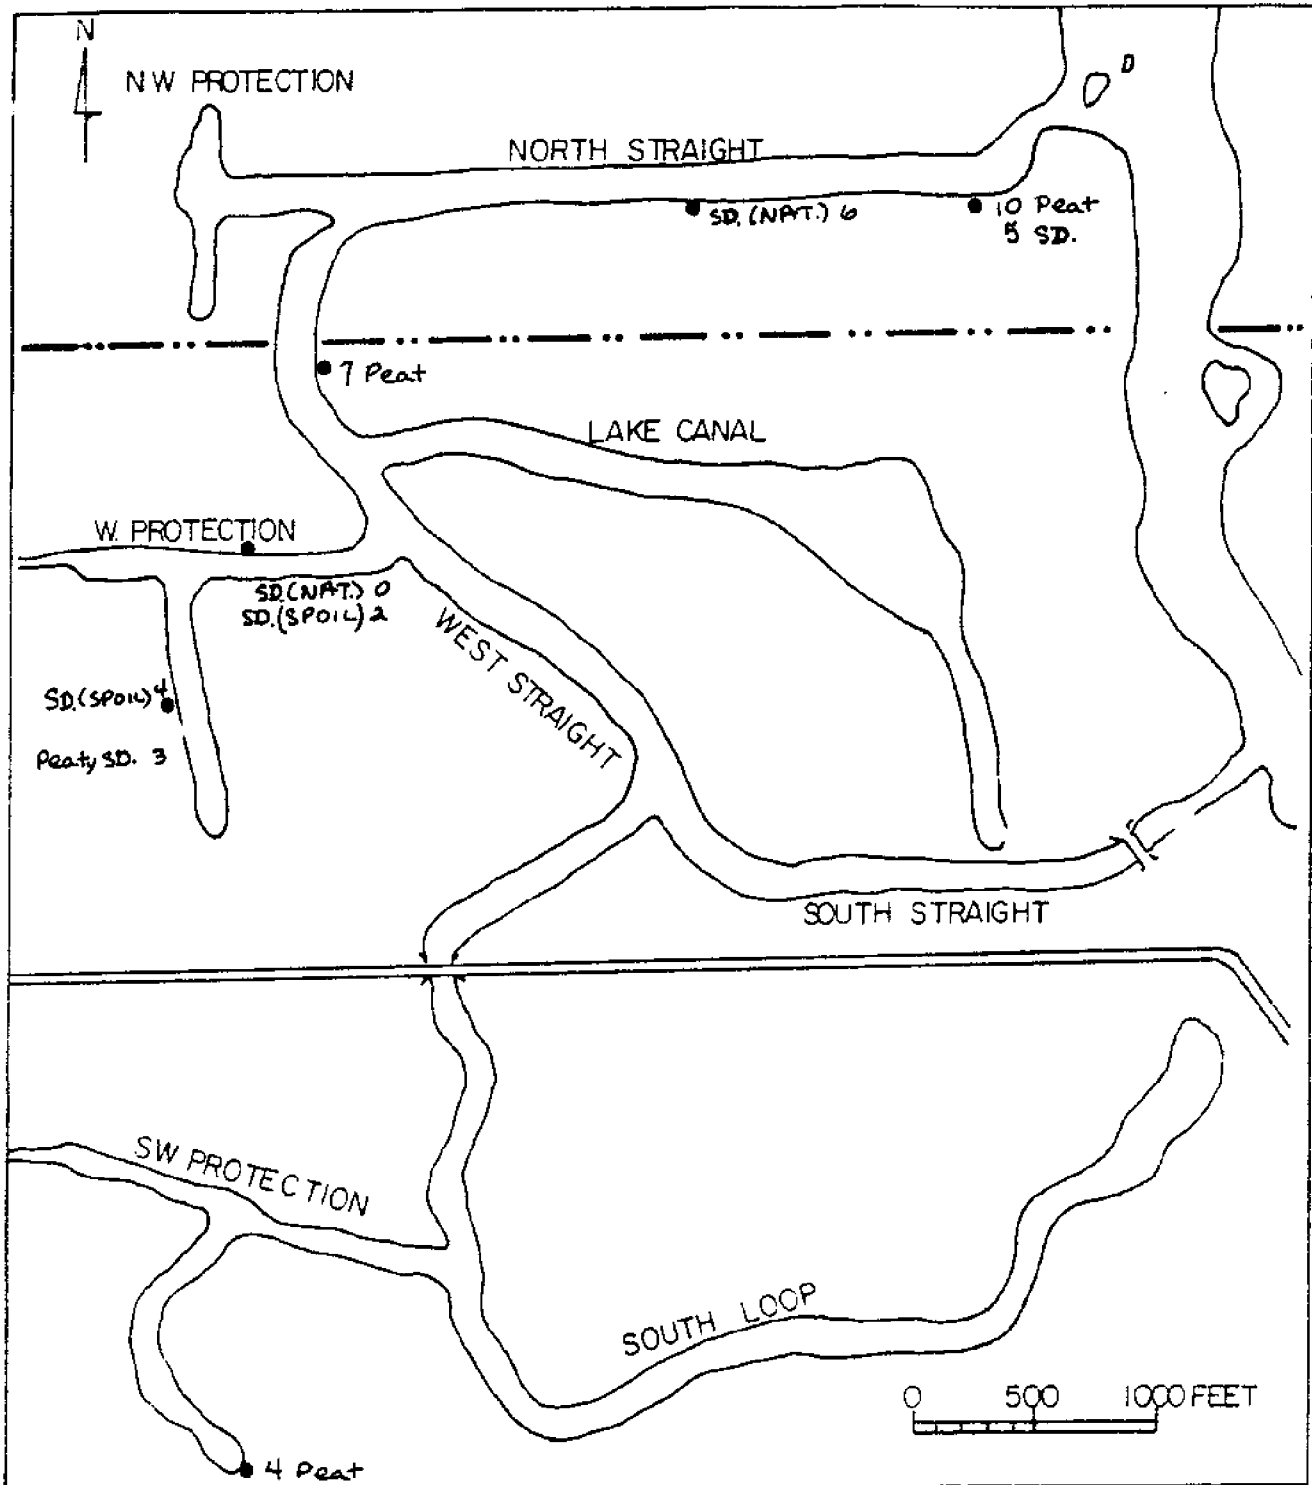 N
NW PROTECTION
D
NORTH STRAIGHT
SD.(NAT.) 6
10 Peat
5 SD.
7 Peat
LAKE CANAL
W. PROTECTION
SD.(NAT.) 0
SD.(SPOIL) 2
WEST STRAIGHT
SD.(SPOIL) 4
Peaty SD. 3
SOUTH STRAIGHT
SW PROTECTION
SOUTH LOOP
0 500 1000 FEET
4 Peat